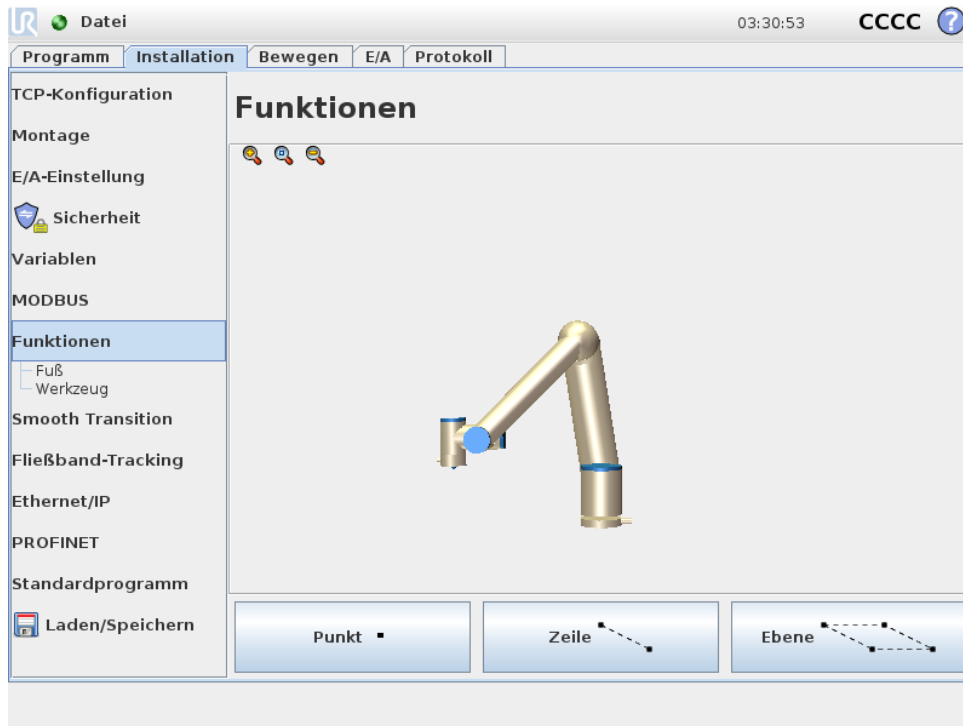 UR Datei 03:30:53 CCCC ?
Programm Installation Bewegen E/A Protokoll
TCP-Konfiguration
Montage
E/A-Einstellung
Sicherheit
Variablen
MODBUS
Funktionen
Fuß
Werkzeug
Smooth Transition
Fließband-Tracking
Ethernet/IP
PROFINET
Standardprogramm
Laden/Speichern
Funktionen
Punkt
Zeile
Ebene